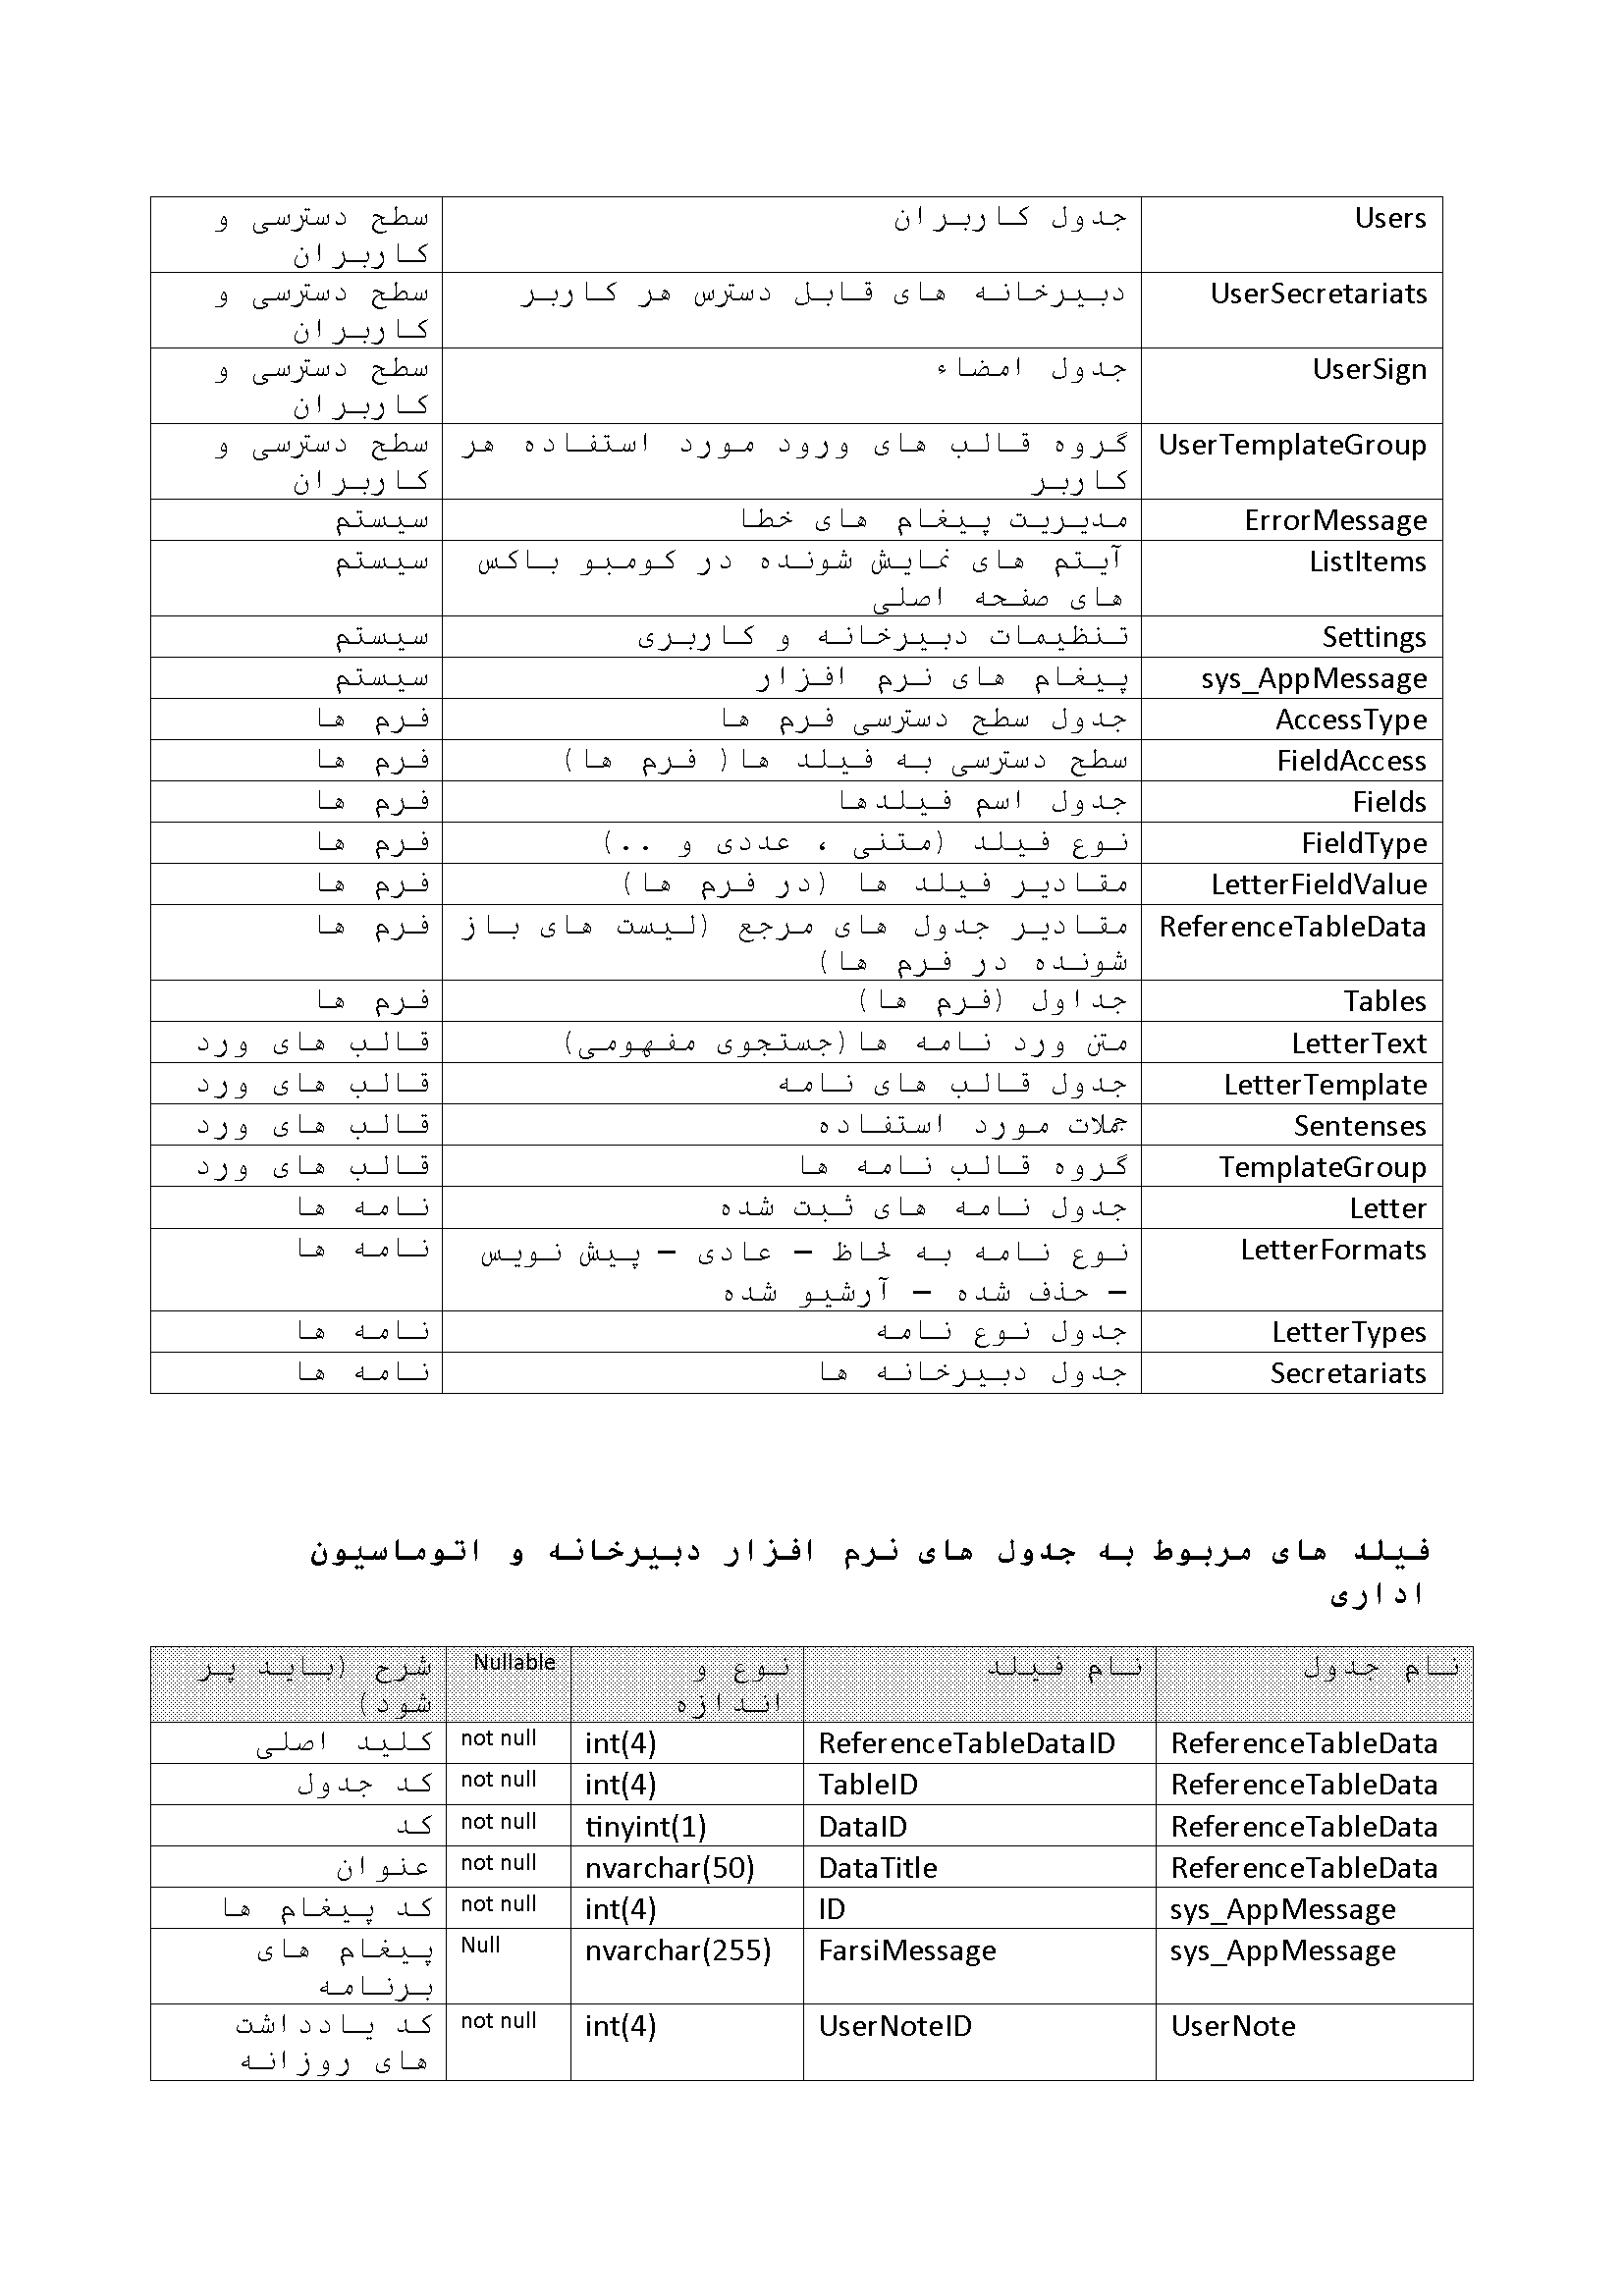 Users جدول کاربران سطح دسترسی و
کاربران
UserSecretariats دبیرخانه های قابل دسترس هر کاربر سطح دسترسی و
کاربران
UserSign جدول امضاء سطح دسترسی و
کاربران
UserTemplateGroup گروه قالب های ورود مورد استفاده هر سطح دسترسی و
کاربر کاربران
ErrorMessage مدیریت پیغام های خطا سیستم
ListItems آیتم های نمایش شونده در کومبو باکس سیستم
های صفحه اصلی
Settings تنظیمات دبیرخانه و کاربری سیستم
sys_AppMessage پیغام های نرم افزار سیستم
AccessType جدول سطح دسترسی فرم ها فرم ها
FieldAccess سطح دسترسی به فیلد ها( فرم ها) فرم ها
Fields جدول اسم فیلدها فرم ها
FieldType نوع فیلد (متنی ، عددی و ..) فرم ها
LetterFieldValue مقادیر فیلد ها (در فرم ها) فرم ها
ReferenceTableData مقادیر جدول های مرجع (لیست های باز فرم ها
شونده در فرم ها)
Tables جداول (فرم ها) فرم ها
LetterText متن ورد نامه ها(جستجوی مفهومی) قالب های ورد
LetterTemplate جدول قالب های نامه قالب های ورد
Sentenses جملات مورد استفاده قالب های ورد
TemplateGroup گروه قالب نامه ها قالب های ورد
Letter جدول نامه های ثبت شده نامه ها
LetterFormats نوع نامه به لحاظ – عادی – پیش نویس نامه ها
– حذف شده – آرشیو شده
LetterTypes جدول نوع نامه نامه ها
Secretariats جدول دبیرخانه ها نامه ها
فیلد های مربوط به جدول های نرم افزار دبیرخانه و اتوماسیون
اداری
نام جدول نام فیلد نوع و Nullable شرح (باید پر
اندازه شود)
ReferenceTableData ReferenceTableDataID int(4) not null کلید اصلی
ReferenceTableData TableID int(4) not null کد جدول
ReferenceTableData DataID tinyint(1) not null کد
ReferenceTableData DataTitle nvarchar(50) not null عنوان
sys_AppMessage ID int(4) not null کد پیغام ها
sys_AppMessage FarsiMessage nvarchar(255) Null پیغام های
برنامه
UserNote UserNoteID int(4) not null کد یادداشت
های روزانه